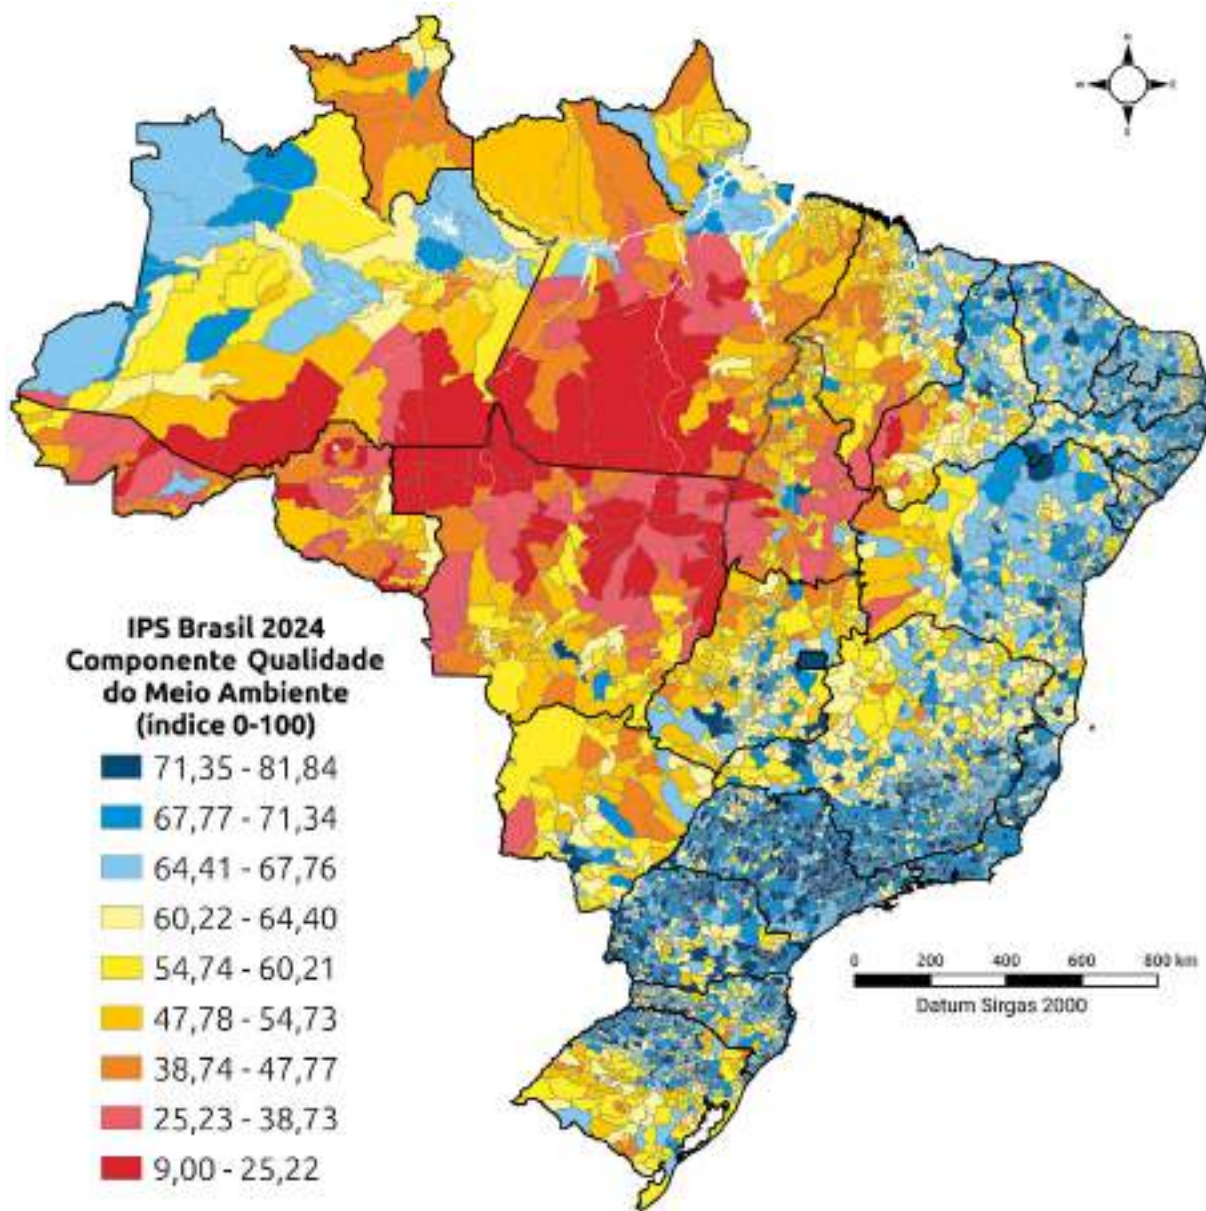 N
IPS Brasil 2024
Componente Qualidade
do Meio Ambiente
(índice 0-100)
71,35 - 81,84
67,77 - 71,34
64,41 - 67,76
60,22 - 64,40
54,74 - 60,21
47,78 - 54,73
38,74 - 47,77
25,23 - 38,73
9,00 - 25,22
0 200 400 600 800 km
Datum Sirgas 2000